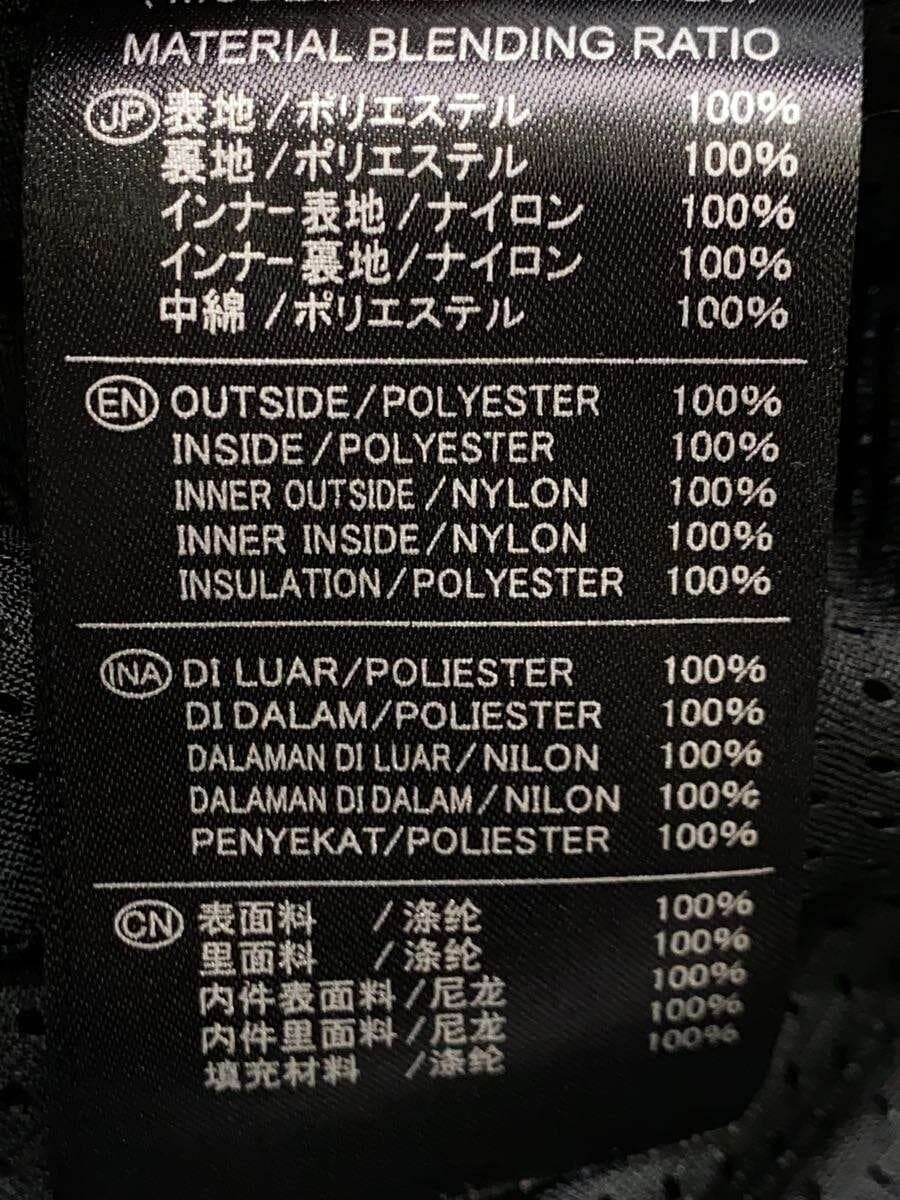 MATERIAL BLENDING RATIO
JP 表地/ポリエステル 100%
裏地/ポリエステル 100%
インナー表地/ナイロン 100%
インナー裏地/ナイロン 100%
中綿/ポリエステル 100%
EN OUTSIDE/POLYESTER 100%
INSIDE/POLYESTER 100%
INNER OUTSIDE/NYLON 100%
INNER INSIDE/NYLON 100%
INSULATION/POLYESTER 100%
INA DI LUAR/POLIESTER 100%
DI DALAM/POLIESTER 100%
DALAMAN DI LUAR/NILON 100%
DALAMAN DI DALAM/NILON 100%
PENYEKAT/POLIESTER 100%
CN 表面料 /涤纶 100%
里面料 /涤纶 100%
内件表面料/尼龙 100%
内件里面料/尼龙 100%
填充材料 /涤纶 100%